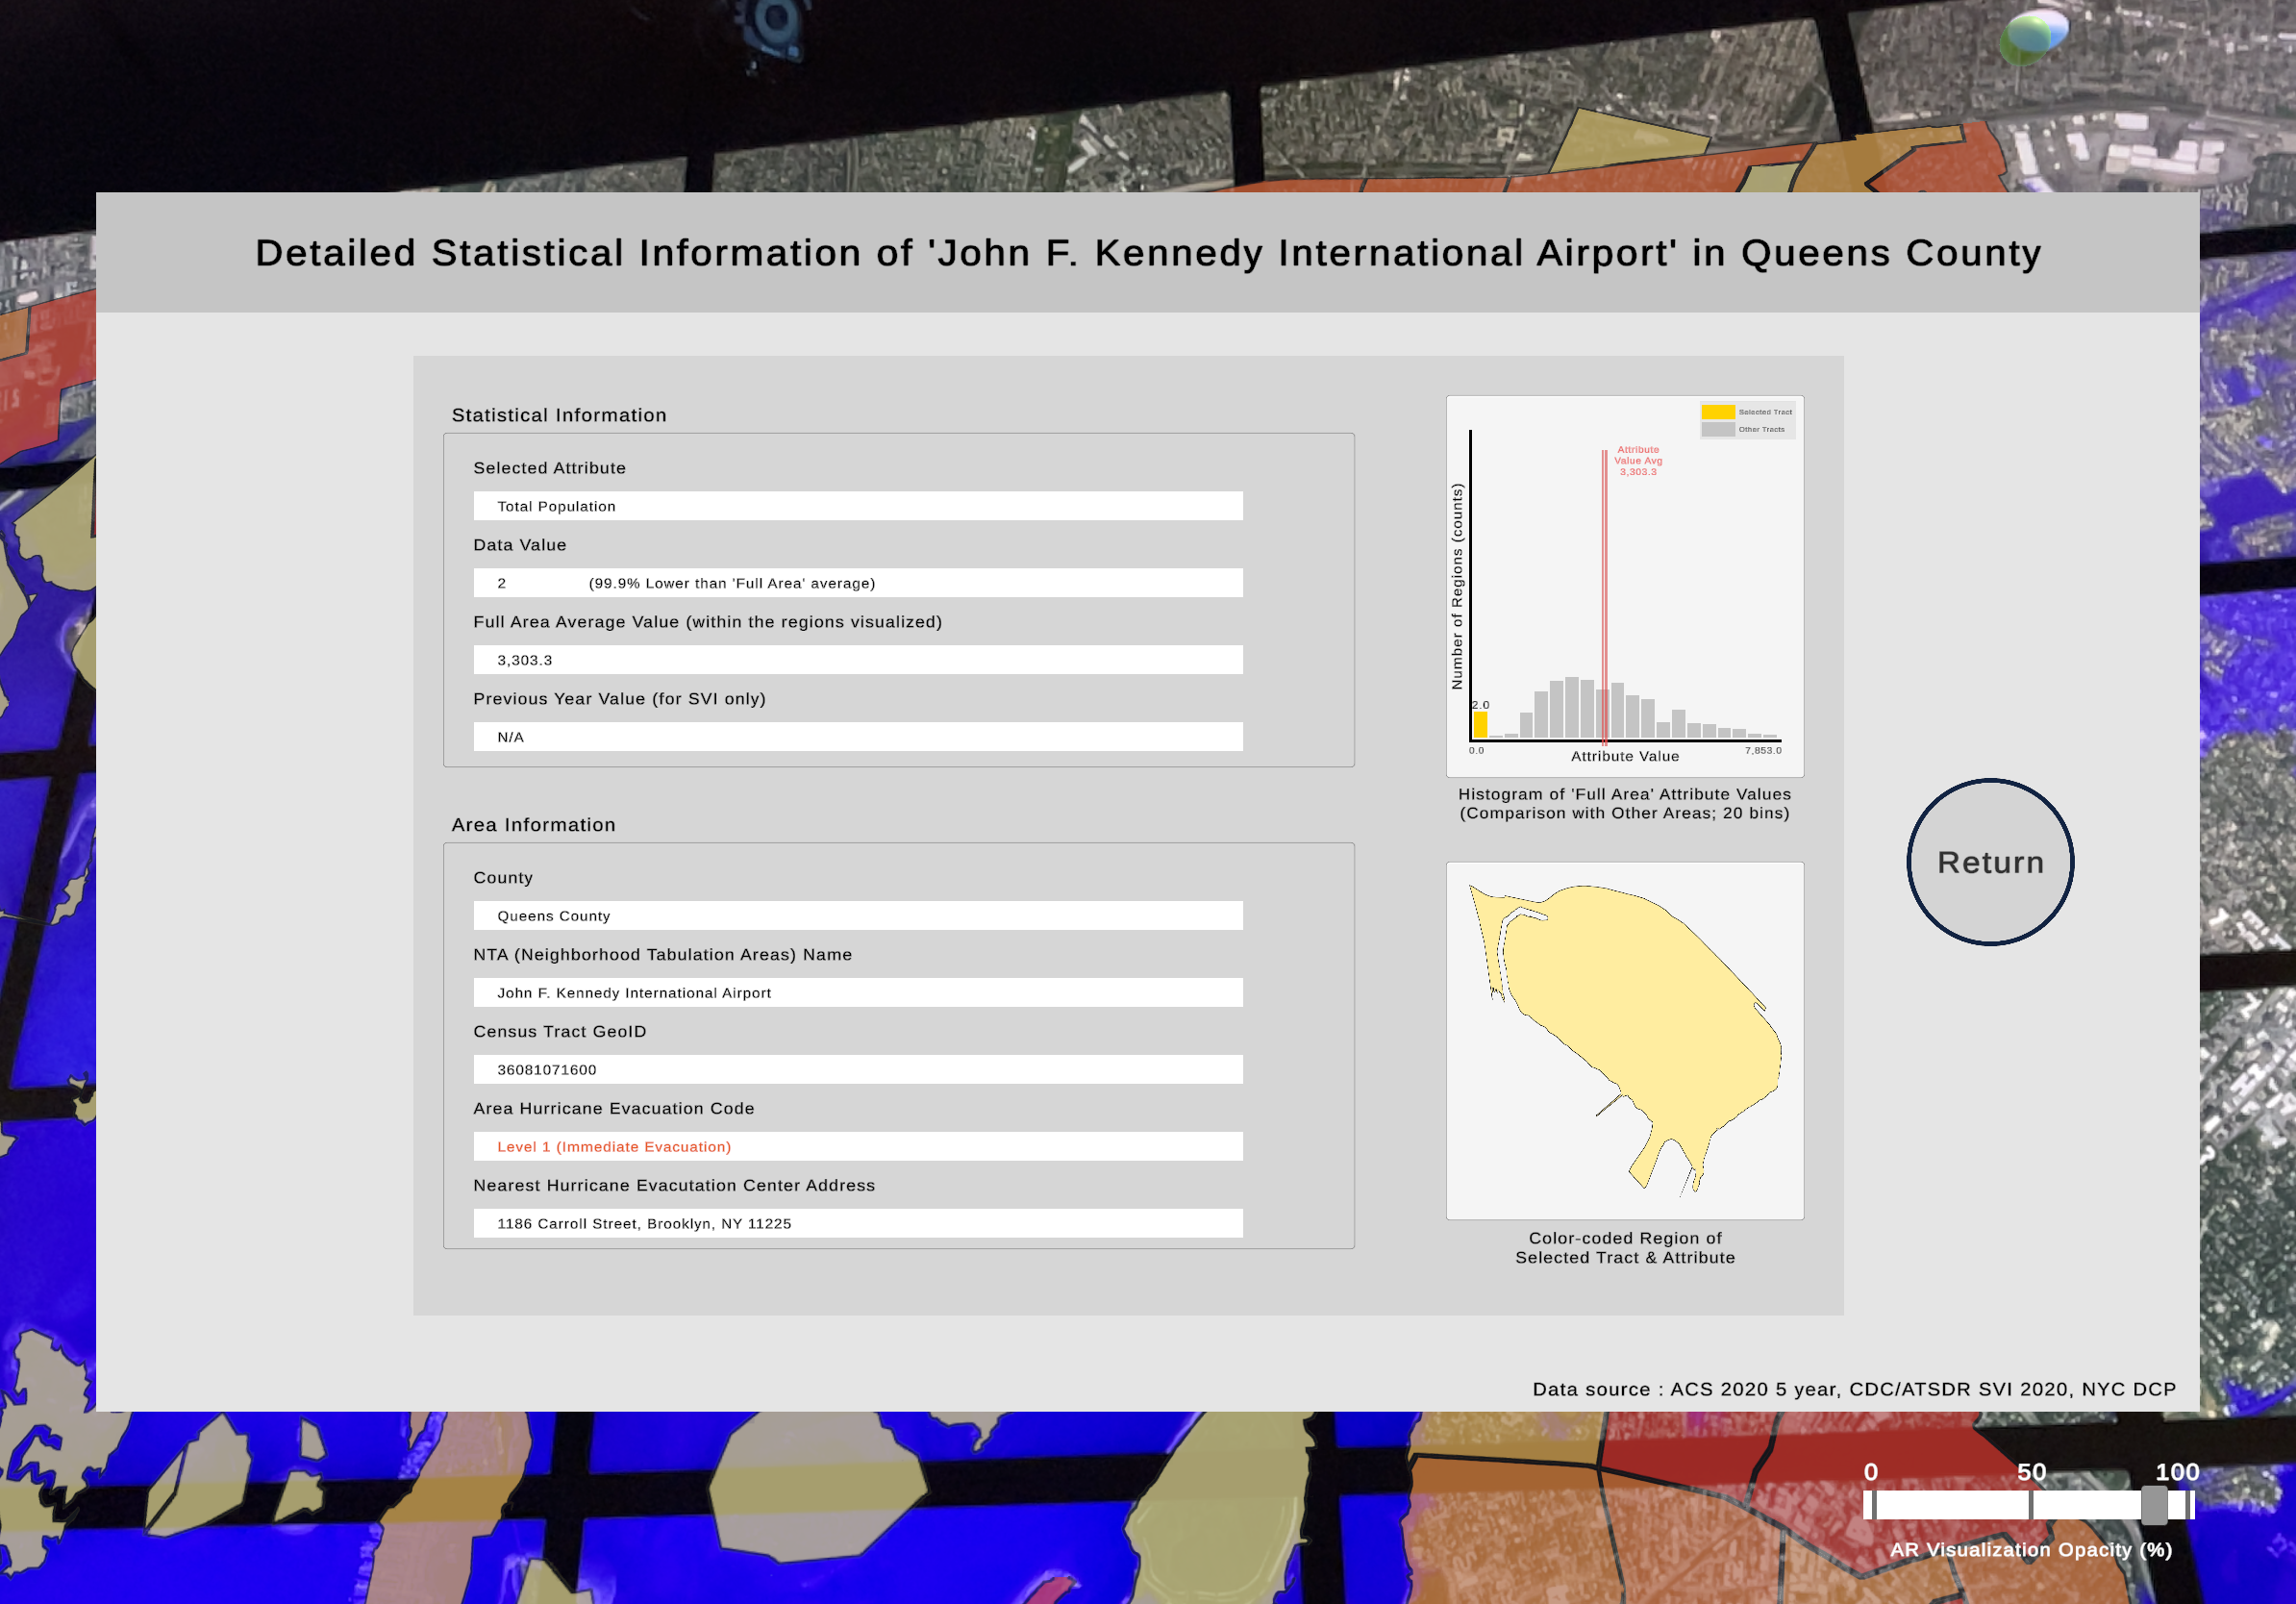 Detailed Statistical Information of 'John F. Kennedy International Airport' in Queens County
Statistical Information
Selected Attribute
Total Population
Data Value
2 (99.9% Lower than 'Full Area' average)
Full Area Average Value (within the regions visualized)
3,303.3
Previous Year Value (for SVI only)
N/A
Area Information
County
Queens County
NTA (Neighborhood Tabulation Areas) Name
John F. Kennedy International Airport
Census Tract GeoID
36081071600
Area Hurricane Evacuation Code
Level 1 (Immediate Evacuation)
Nearest Hurricane Evacutation Center Address
1186 Carroll Street, Brooklyn, NY 11225
Selected Tract
Other Tracts
Attribute
Value Avg
3,303.3
Number of Regions (counts)
2.0
0.0
7,853.0
Attribute Value
Histogram of 'Full Area' Attribute Values
(Comparison with Other Areas; 20 bins)
Color-coded Region of
Selected Tract & Attribute
Return
Data source : ACS 2020 5 year, CDC/ATSDR SVI 2020, NYC DCP
0 50 100
AR Visualization Opacity (%)